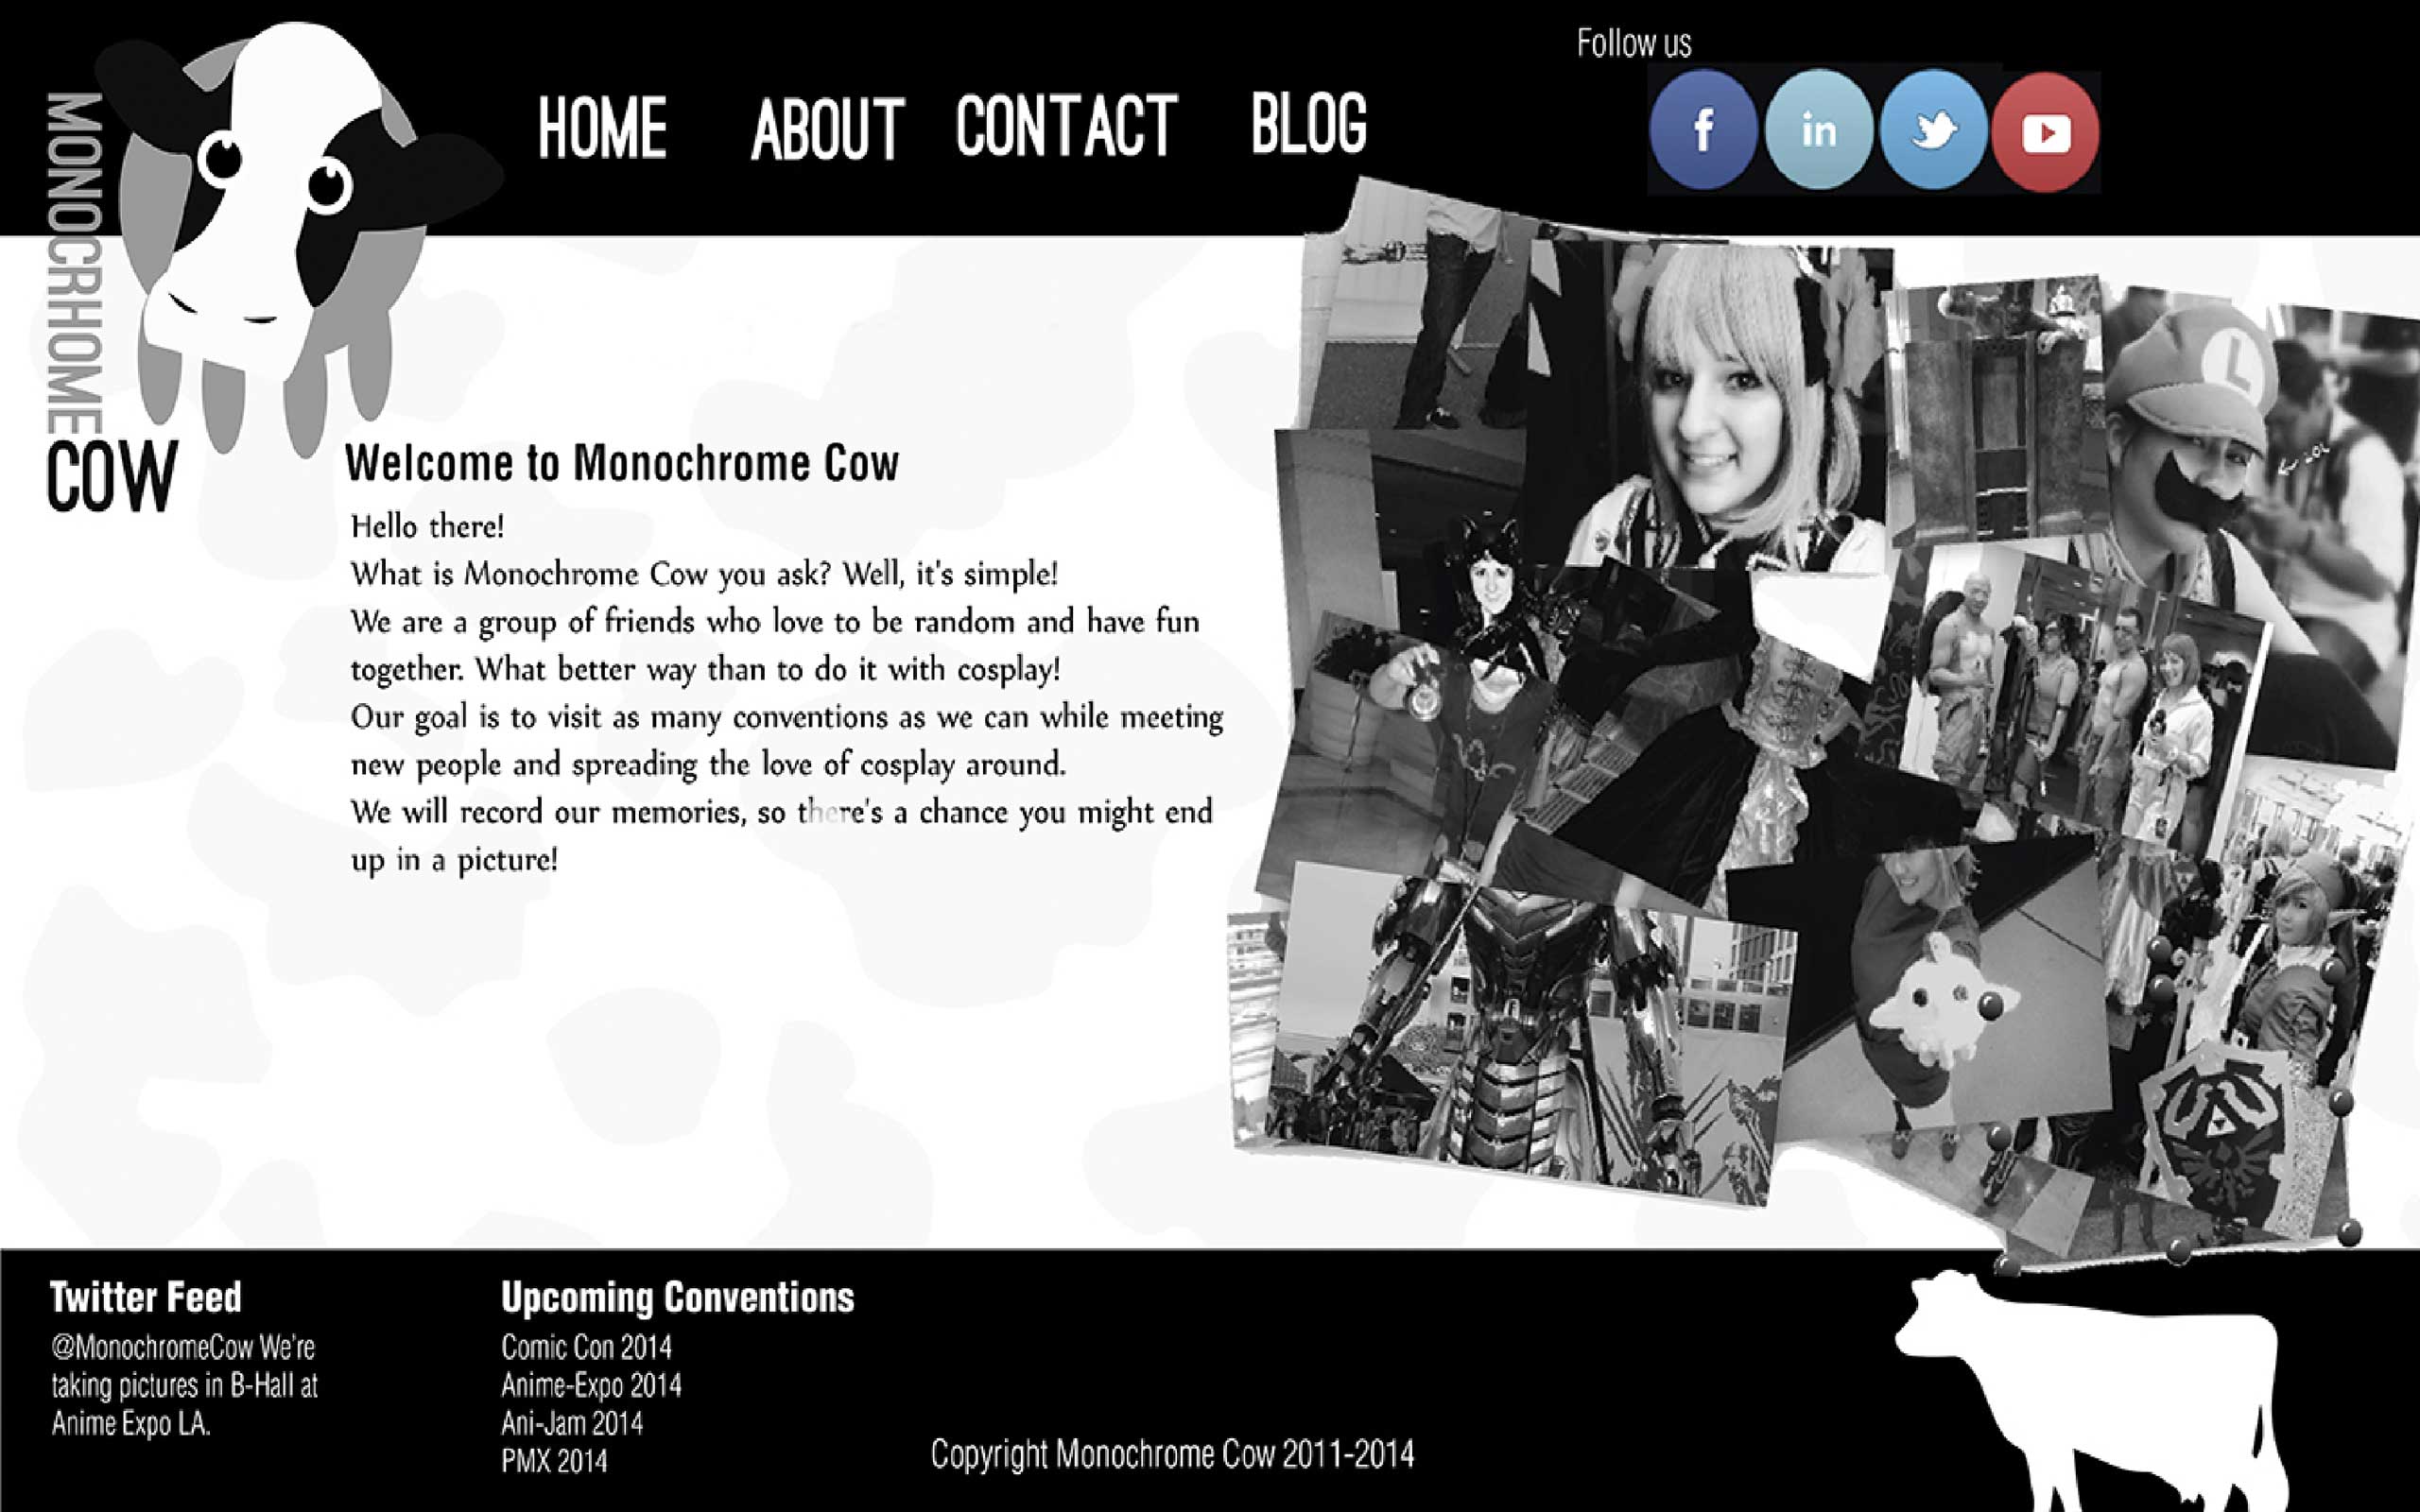 Follow us
HOME ABOUT CONTACT BLOG
f in
MONOCRHOME
COW
L
Welcome to Monochrome Cow
Hello there!
What is Monochrome Cow you ask? Well, it's simple!
We are a group of friends who love to be random and have fun
together. What better way than to do it with cosplay!
Our goal is to visit as many conventions as we can while meeting
new people and spreading the love of cosplay around.
We will record our memories, so there's a chance you might end
up in a picture!
Twitter Feed
@MonochromeCow We're
taking pictures in B-Hall at
Anime Expo LA.
Upcoming Conventions
Comic Con 2014
Anime-Expo 2014
Ani-Jam 2014
PMX 2014
Copyright Monochrome Cow 2011-2014